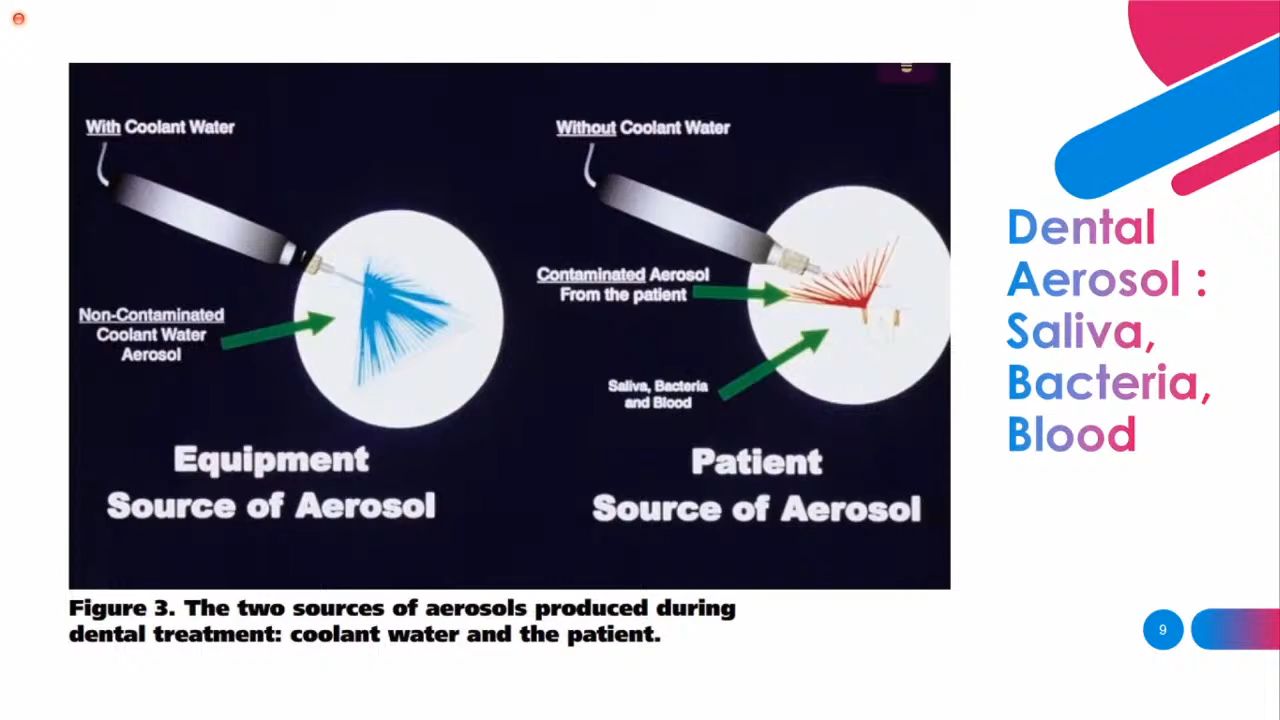 With Coolant Water
Non-Contaminated
Coolant Water
Aerosol
Equipment
Source of Aerosol
Without Coolant Water
Contaminated Aerosol
From the patient
Saliva, Bacteria
and Blood
Patient
Source of Aerosol
Figure 3. The two sources of aerosols produced during
dental treatment: coolant water and the patient.
Dental
Aerosol :
Saliva,
Bacteria,
Blood
9